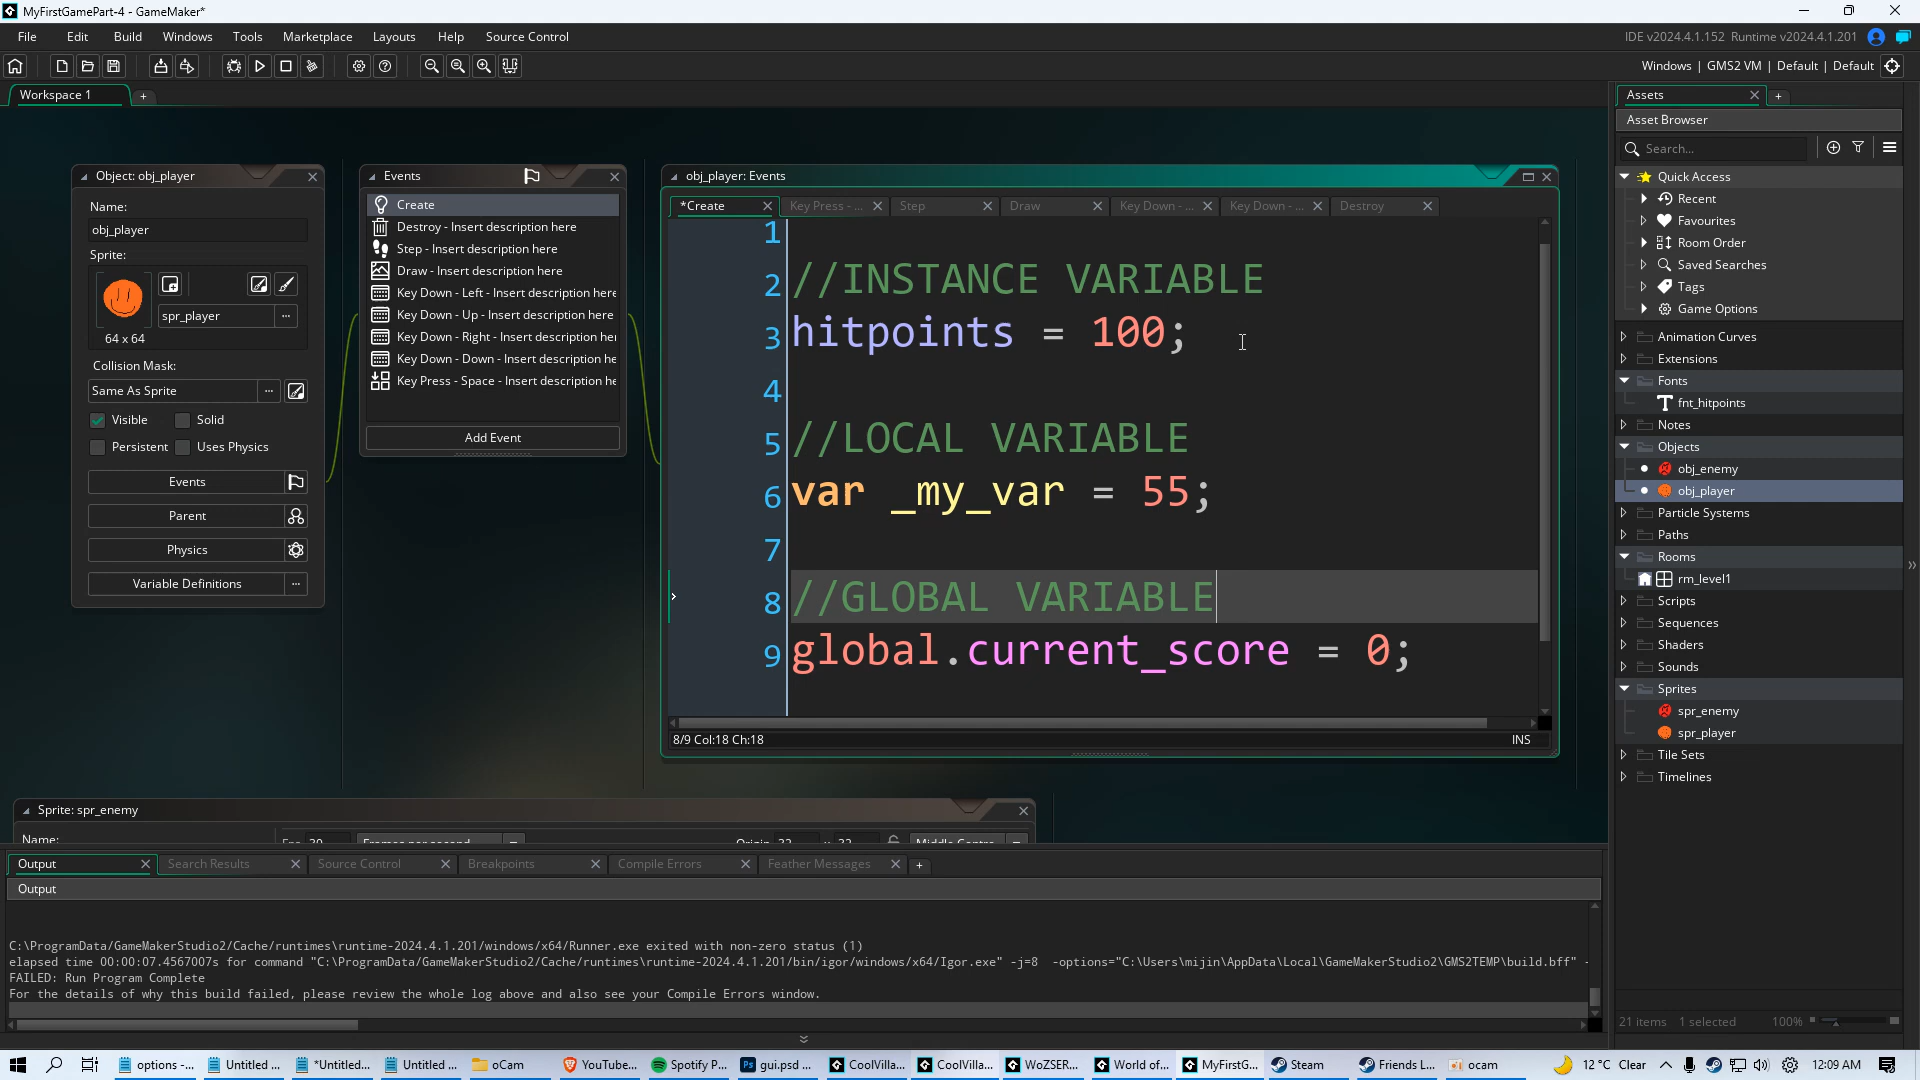 MyFirstGamePart-4 - GameMaker*
File Edit Build Windows Tools Marketplace Layouts Help Source Control
IDE v2024.4.1.152 Runtime v2024.4.1.201
Windows | GMS2 VM | Default | Default
Workspace 1
Object: obj_player
Name:
obj_player
Sprite:
spr_player
64 x 64
Collision Mask:
Same As Sprite
Visible Solid
Persistent Uses Physics
Events
Parent
Physics
Variable Definitions
Events
Create
Destroy - Insert description here
Step - Insert description here
Draw - Insert description here
Key Down - Left - Insert description here
Key Down - Up - Insert description here
Key Down - Right - Insert description her
Key Down - Down - Insert description he
Key Press - Space - Insert description he
Add Event
obj_player: Events
*Create Key Press - ... Step Draw Key Down - ... Key Down - ... Destroy
1
2 //INSTANCE VARIABLE
3 hitpoints = 100;
4
5 //LOCAL VARIABLE
6 var _my_var = 55;
7
8 //GLOBAL VARIABLE
9 global.current_score = 0;
8/9 Col:18 Ch:18 INS
Sprite: spr_enemy
Name:
Output Search Results Source Control Breakpoints Compile Errors Feather Messages
Output
C:\ProgramData/GameMakerStudio2/Cache/runtimes\runtime-2024.4.1.201/windows/x64/Runner.exe exited with non-zero status (1)
elapsed time 00:00:07.4567007s for command "C:\ProgramData/GameMakerStudio2/Cache/runtimes\runtime-2024.4.1.201/bin/igor/windows/x64/Igor.exe" -j=8 -options="C:\Users\mijin\AppData\Local\GameMakerStudio2\GMS2TEMP\build.bff" -
FAILED: Run Program Complete
For the details of why this build failed, please review the whole log above and also see your Compile Errors window.
Assets
Asset Browser
Search...
Quick Access
Recent
Favourites
Room Order
Saved Searches
Tags
Game Options
Animation Curves
Extensions
Fonts
fnt_hitpoints
Notes
Objects
obj_enemy
obj_player
Particle Systems
Paths
Rooms
rm_level1
Scripts
Sequences
Shaders
Sounds
Sprites
spr_enemy
spr_player
Tile Sets
Timelines
21 items 1 selected 100%
options -... Untitled ... *Untitled... Untitled ... oCam YouTube... Spotify P... gui.psd ... CoolVilla... CoolVilla... WoZSER... World of... MyFirstG... Steam Friends L... ocam 12 °C Clear 12:09 AM